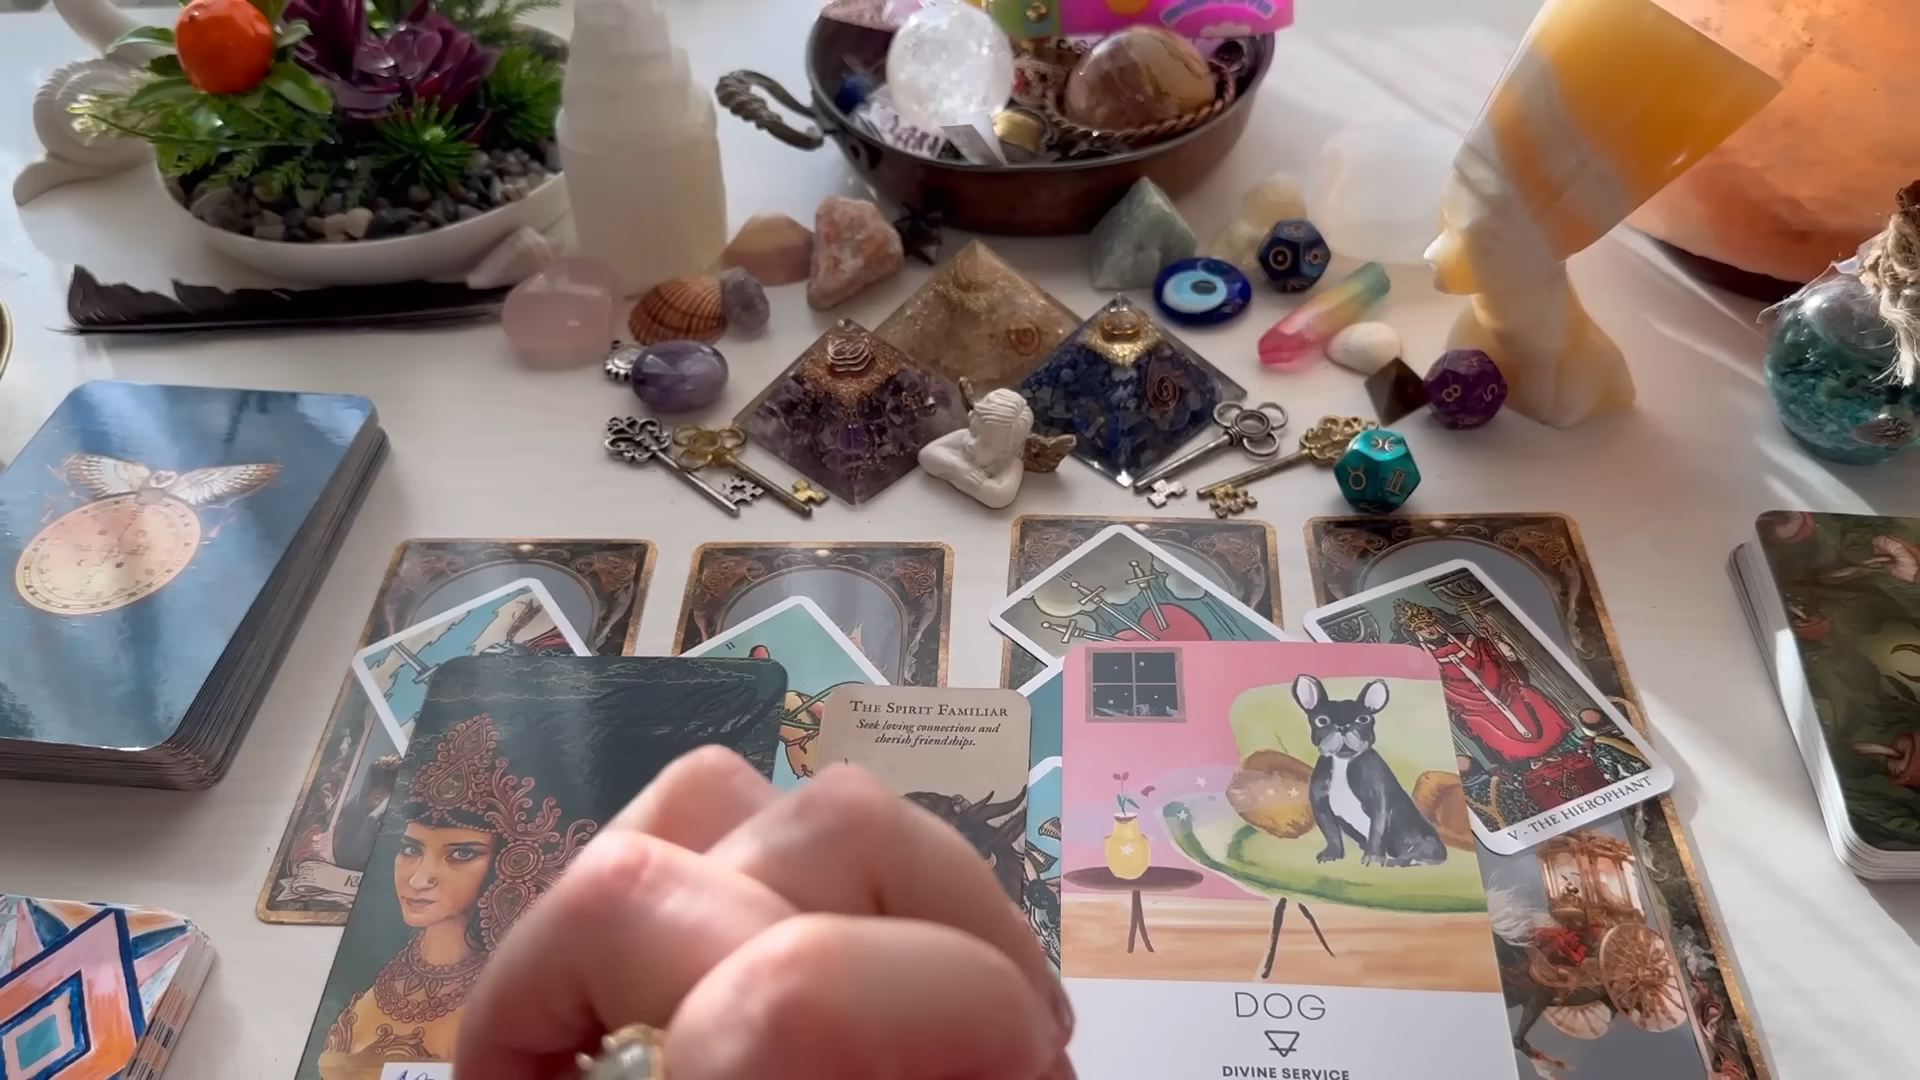 THE SPIRIT FAMILIAR
Seek loving connections and
cherish friendships.
V - THE HIEROPHANT
DOG
DIVINE SERVICE